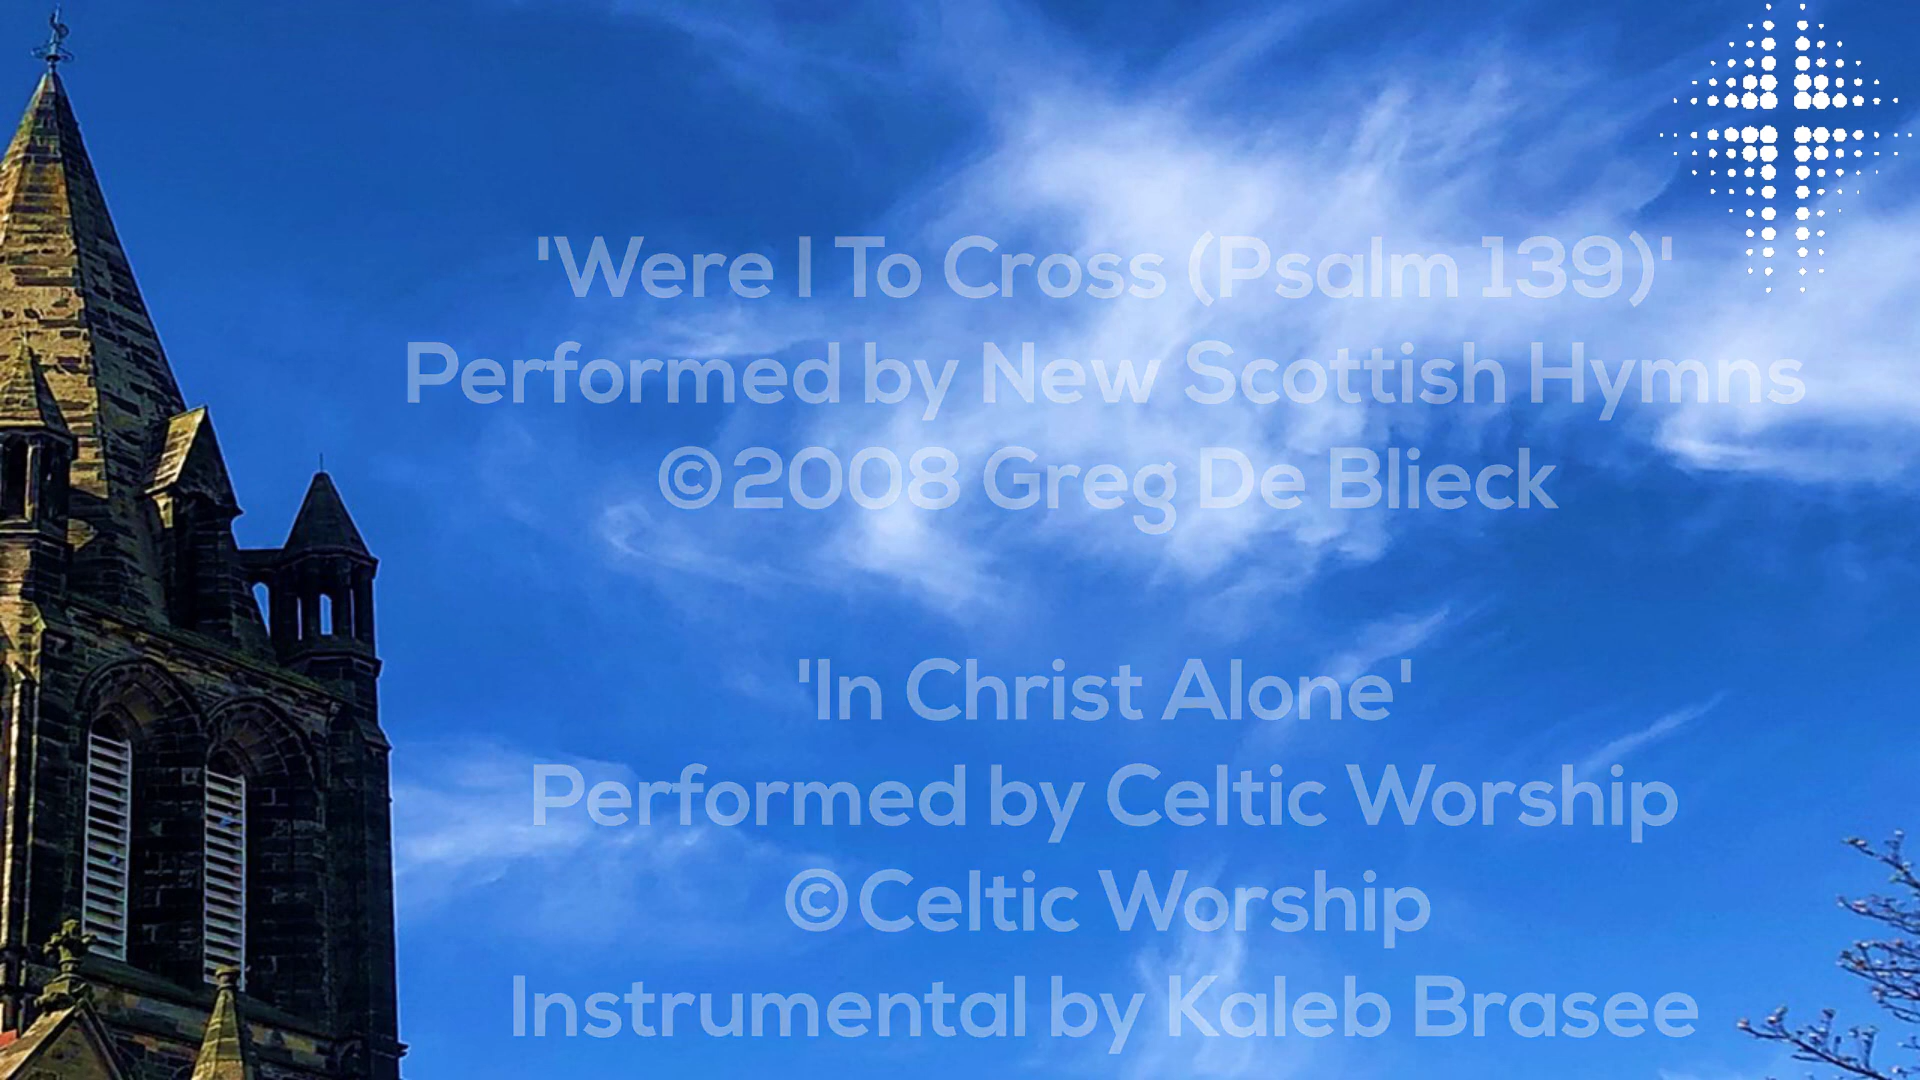 'Were I To Cross (Psalm 139)'
Performed by New Scottish Hymns
©2008 Greg De Blieck
'In Christ Alone'
Performed by Celtic Worship
©Celtic Worship
Instrumental by Kaleb Brasee